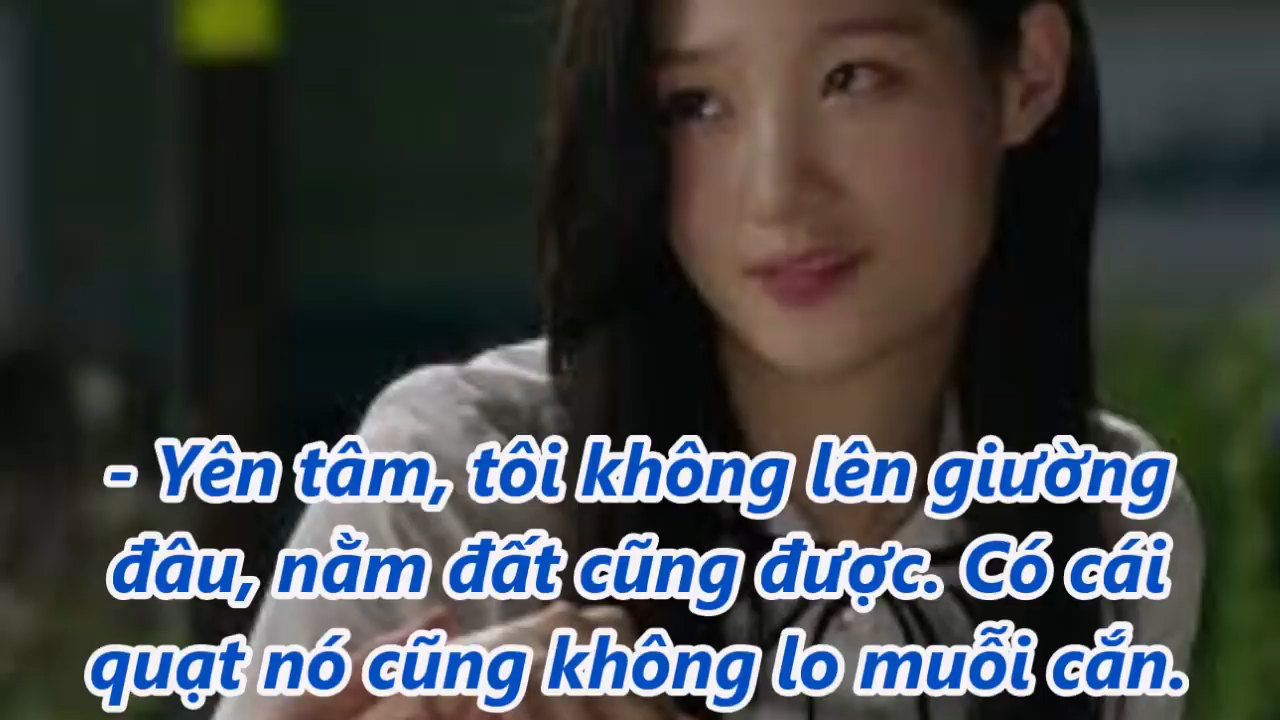 - Yên tâm, tôi không lên giường
đâu, nằm đất cũng được. Có cái
quạt nó cũng không lo muỗi cắn.